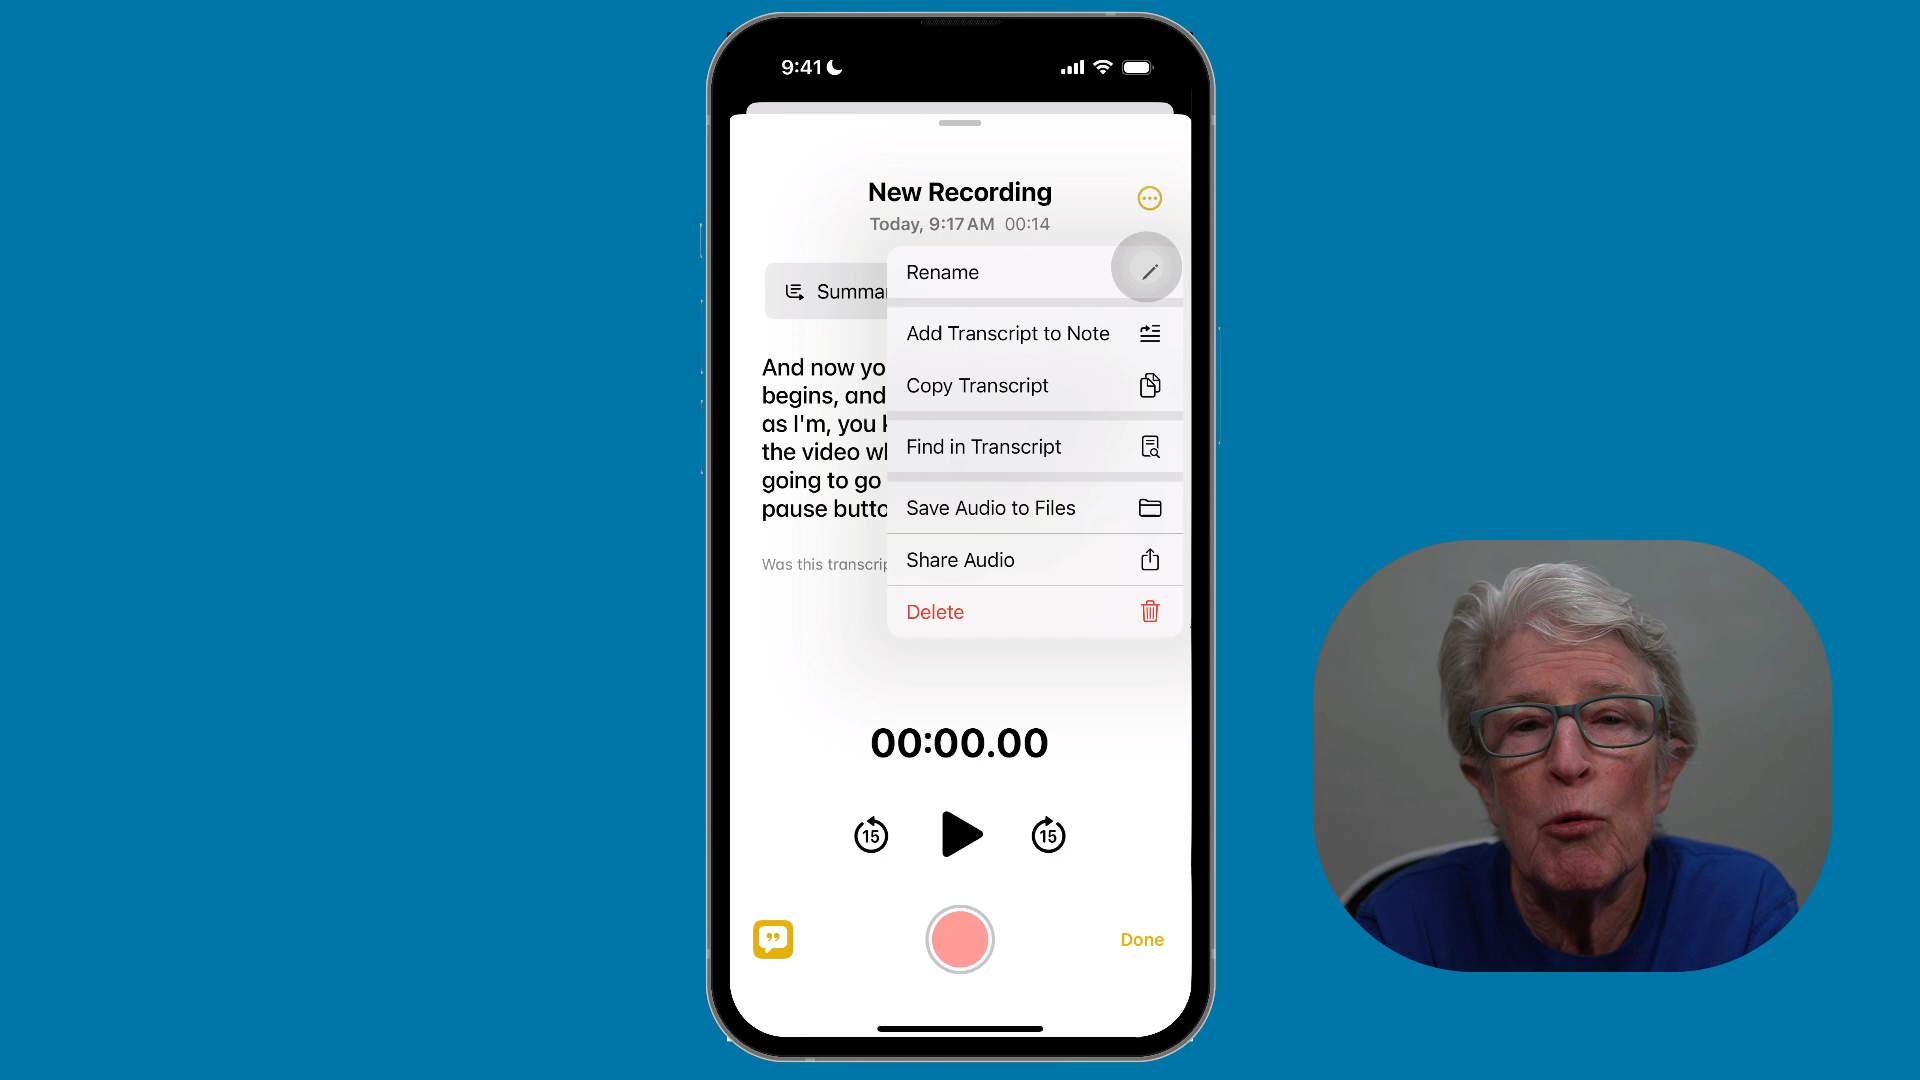 9:41
New Recording
Today, 9:17 AM 00:14
Rename
Summar
Add Transcript to Note
Copy Transcript
Find in Transcript
Save Audio to Files
Share Audio
Delete
And now yo
begins, and
as I'm, you
the video
going to go
pause butto
Was this transcrip
00:00.00
15
15
Done